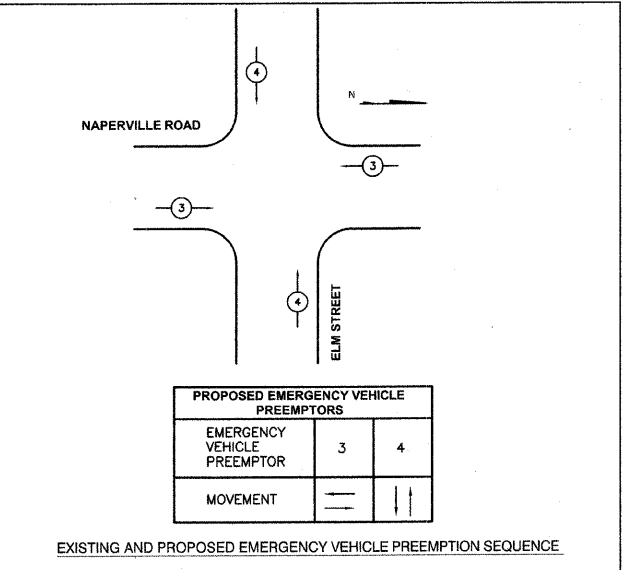 4
N
NAPERVILLE ROAD
3
3
4
ELM STREET
PROPOSED EMERGENCY VEHICLE
PREEMPTORS
EMERGENCY
VEHICLE
PREEMPTOR
3
4
MOVEMENT
EXISTING AND PROPOSED EMERGENCY VEHICLE PREEMPTION SEQUENCE